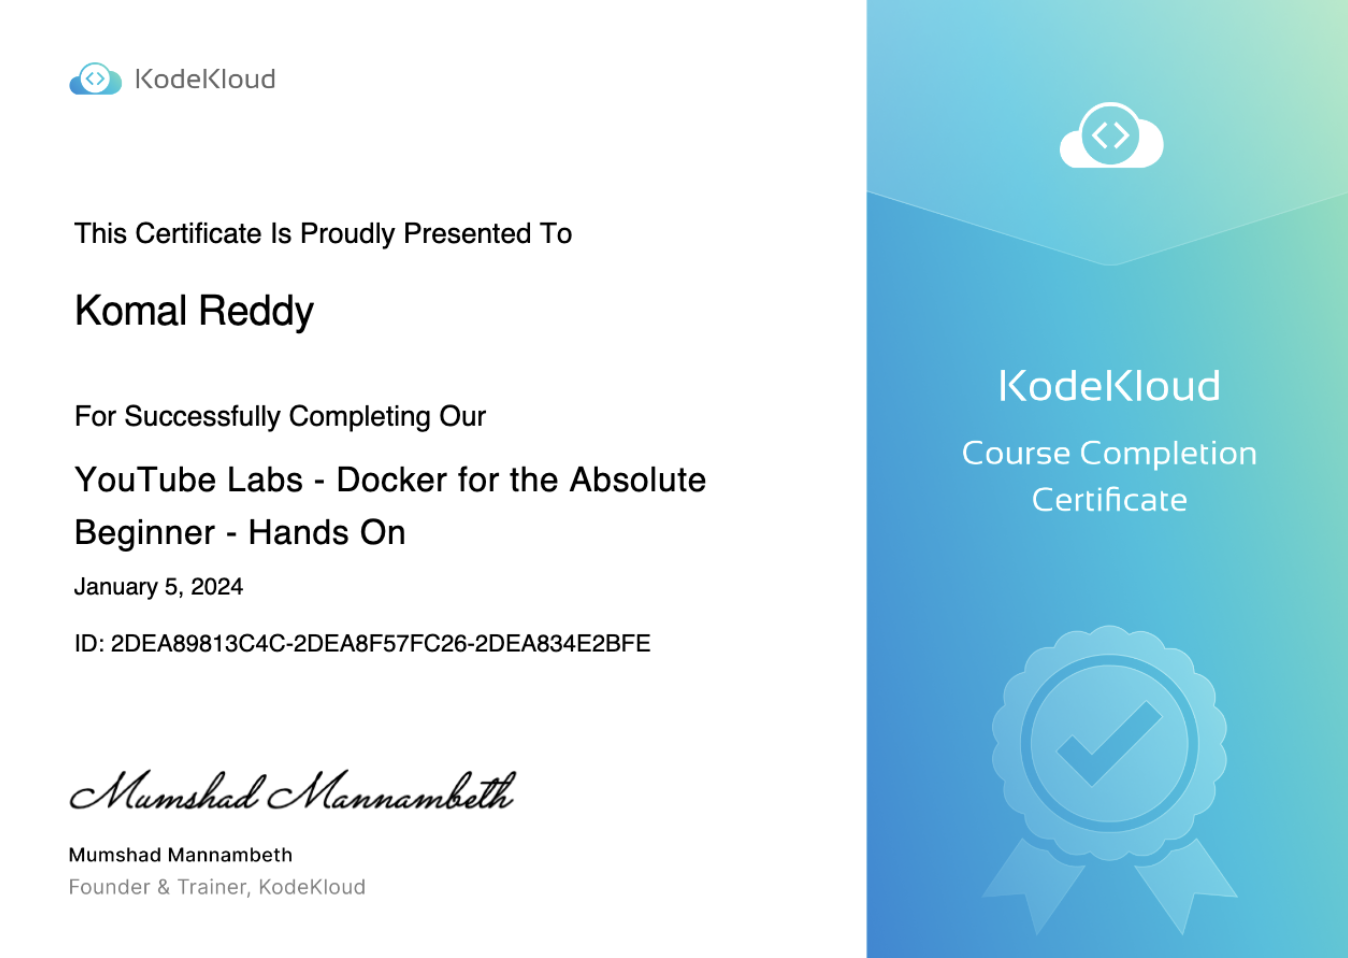 KodeKloud
This Certificate Is Proudly Presented To
Komal Reddy
For Successfully Completing Our
YouTube Labs - Docker for the Absolute
Beginner - Hands On
January 5, 2024
ID: 2DEA89813C4C-2DEA8F57FC26-2DEA834E2BFE
Mumshad Mannambeth
Mumshad Mannambeth
Founder & Trainer, KodeKloud
KodeKloud
Course Completion
Certificate